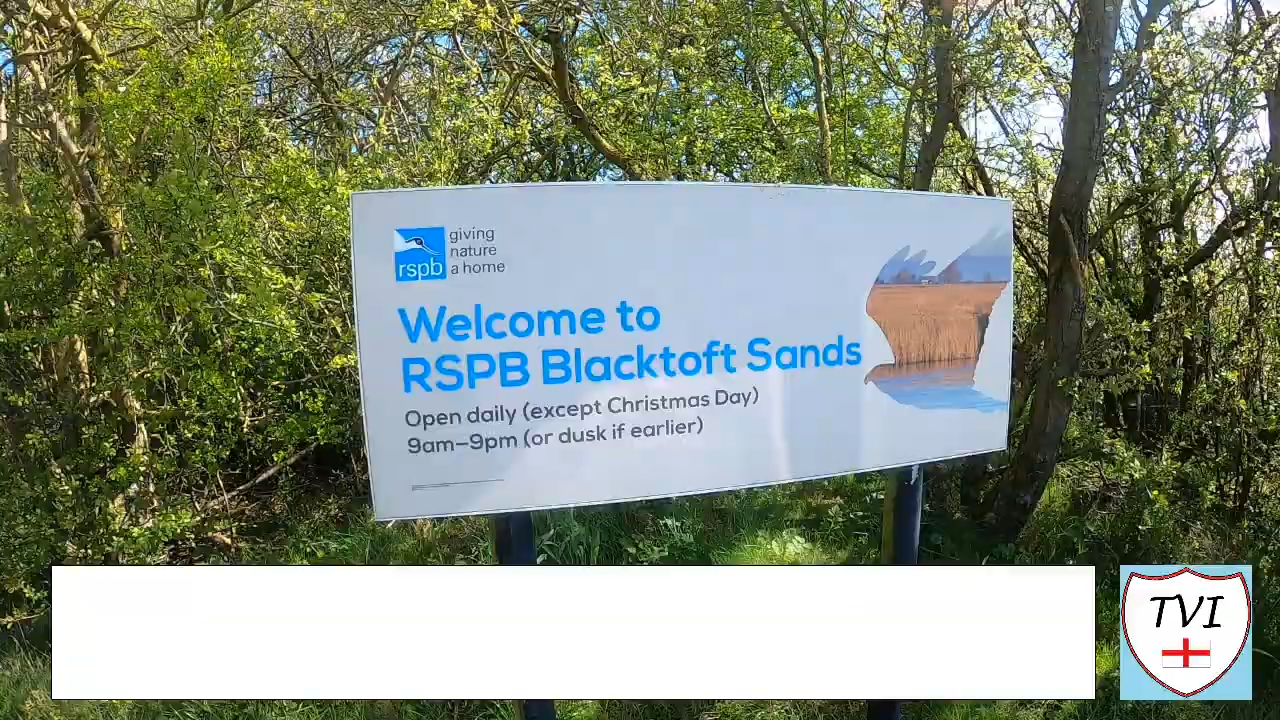 giving
nature
a home
rspb
Welcome to
RSPB Blacktoft Sands
Open daily (except Christmas Day)
9am–9pm (or dusk if earlier)
TVI